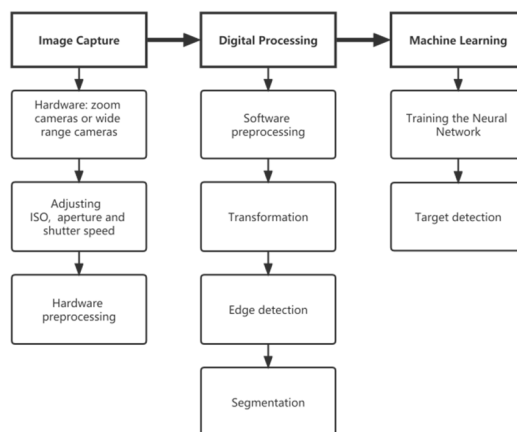 Image Capture
Digital Processing
Machine Learning
Hardware: zoom
cameras or wide
range cameras
Software
preprocessing
Training the Neural
Network
Adjusting
ISO, aperture and
shutter speed
Transformation
Target detection
Hardware
preprocessing
Edge detection
Segmentation